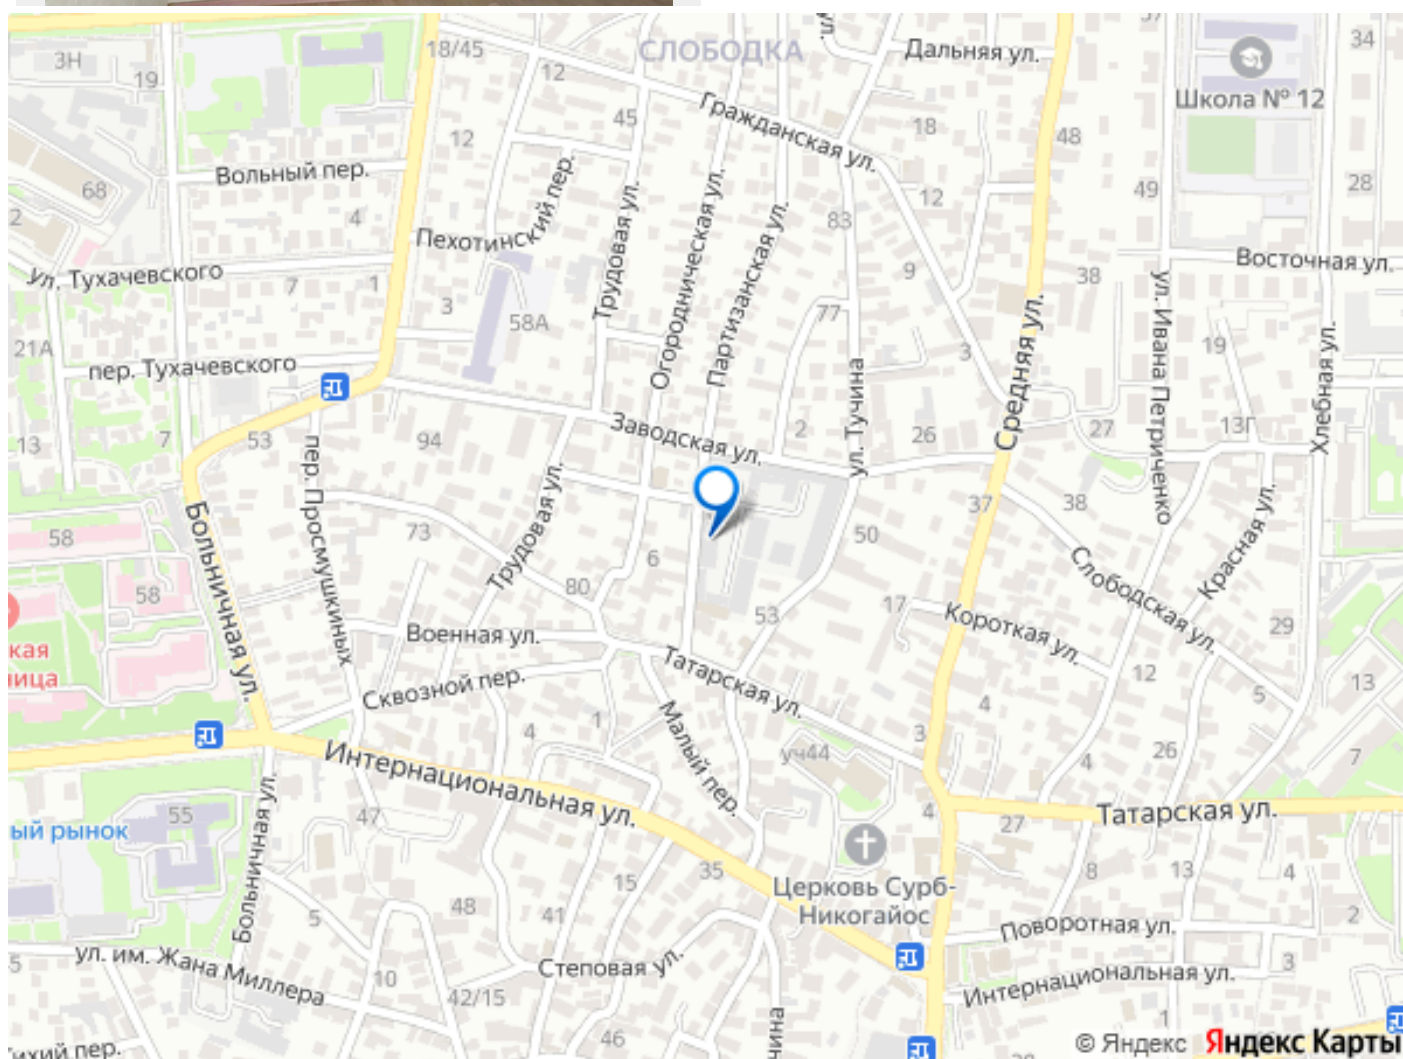 37
34
ул.
18/45
СЛОБОДКА
Дальняя ул.
3Н
19
12
Школа № 12
Гражданская ул.
45
12
18
48
Вольный пер.
68
Пехотинский пер.
Трудовая ул.
Огородническая ул.
Партизанская ул.
12
49
28
2
4
83
ул. Тухачевского
7
1
3
58А
9
38
Восточная ул.
77
Средняя ул.
ул. Ивана Петриченко
19
Хлебная ул.
21А
пер. Тухачевского
3
ул. Тучина
13
7
53
94
Заводская ул.
2
26
27
13Г
пер. Просмушкиных
Трудовая ул.
37
38
Красная ул.
Больничная ул.
58
73
50
6
80
58
53
17
Слободская ул.
Короткая ул.
29
кая
ница
Военная ул.
Татарская ул.
Сквозной пер.
12
13
5
4
1
Малый пер.
4
3
уч44
26
7
4
Интернациональная ул.
4
Татарская ул.
ый рынок
55
47
27
Больничная ул.
35
15
8
13
4
Церковь Сурб-
Никогайос
5
48
41
2
Поворотная ул.
5
ул. им. Жана Миллера
10
42/15
Степовая ул.
3
Интернациональная ул.
46
чина
1
ихий пер.
30
© Яндекс Яндекс Карты